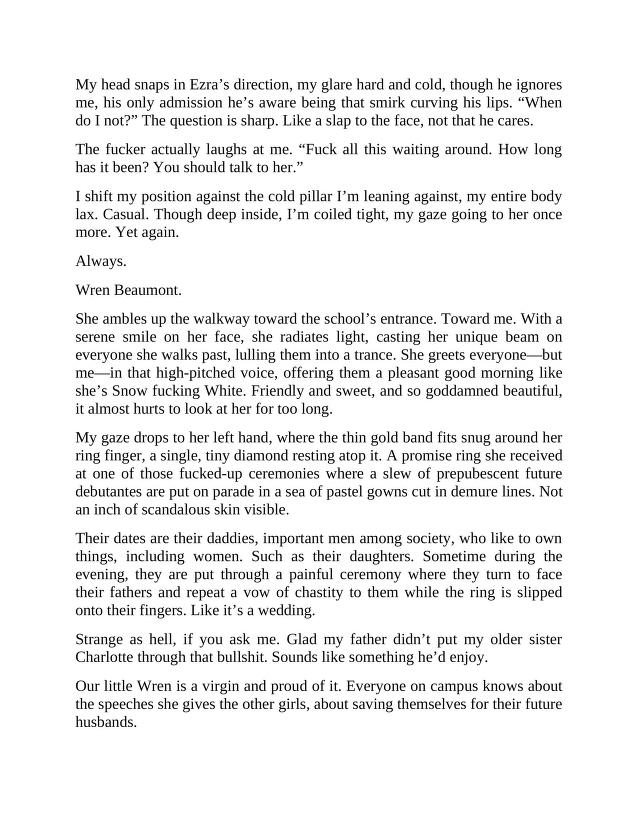 My head snaps in Ezra’s direction, my glare hard and cold, though he ignores
me, his only admission he’s aware being that smirk curving his lips. “When
do I not?” The question is sharp. Like a slap to the face, not that he cares.
The fucker actually laughs at me. “Fuck all this waiting around. How long
has it been? You should talk to her.”
I shift my position against the cold pillar I’m leaning against, my entire body
lax. Casual. Though deep inside, I’m coiled tight, my gaze going to her once
more. Yet again.
Always.
Wren Beaumont.
She ambles up the walkway toward the school’s entrance. Toward me. With a
serene smile on her face, she radiates light, casting her unique beam on
everyone she walks past, lulling them into a trance. She greets everyone—but
me—in that high-pitched voice, offering them a pleasant good morning like
she’s Snow fucking White. Friendly and sweet, and so goddamned beautiful,
it almost hurts to look at her for too long.
My gaze drops to her left hand, where the thin gold band fits snug around her
ring finger, a single, tiny diamond resting atop it. A promise ring she received
at one of those fucked-up ceremonies where a slew of prepubescent future
debutantes are put on parade in a sea of pastel gowns cut in demure lines. Not
an inch of scandalous skin visible.
Their dates are their daddies, important men among society, who like to own
things, including women. Such as their daughters. Sometime during the
evening, they are put through a painful ceremony where they turn to face
their fathers and repeat a vow of chastity to them while the ring is slipped
onto their fingers. Like it’s a wedding.
Strange as hell, if you ask me. Glad my father didn’t put my older sister
Charlotte through that bullshit. Sounds like something he’d enjoy.
Our little Wren is a virgin and proud of it. Everyone on campus knows about
the speeches she gives the other girls, about saving themselves for their future
husbands.